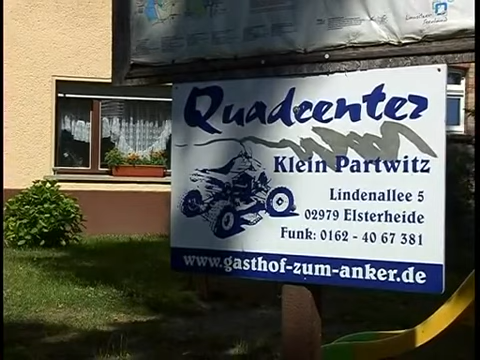 Quadcenter
Klein Partwitz
Lindenallee 5
02979 Elsterheide
Funk: 0162 - 40 67 381
www.gasthof-zum-anker.de